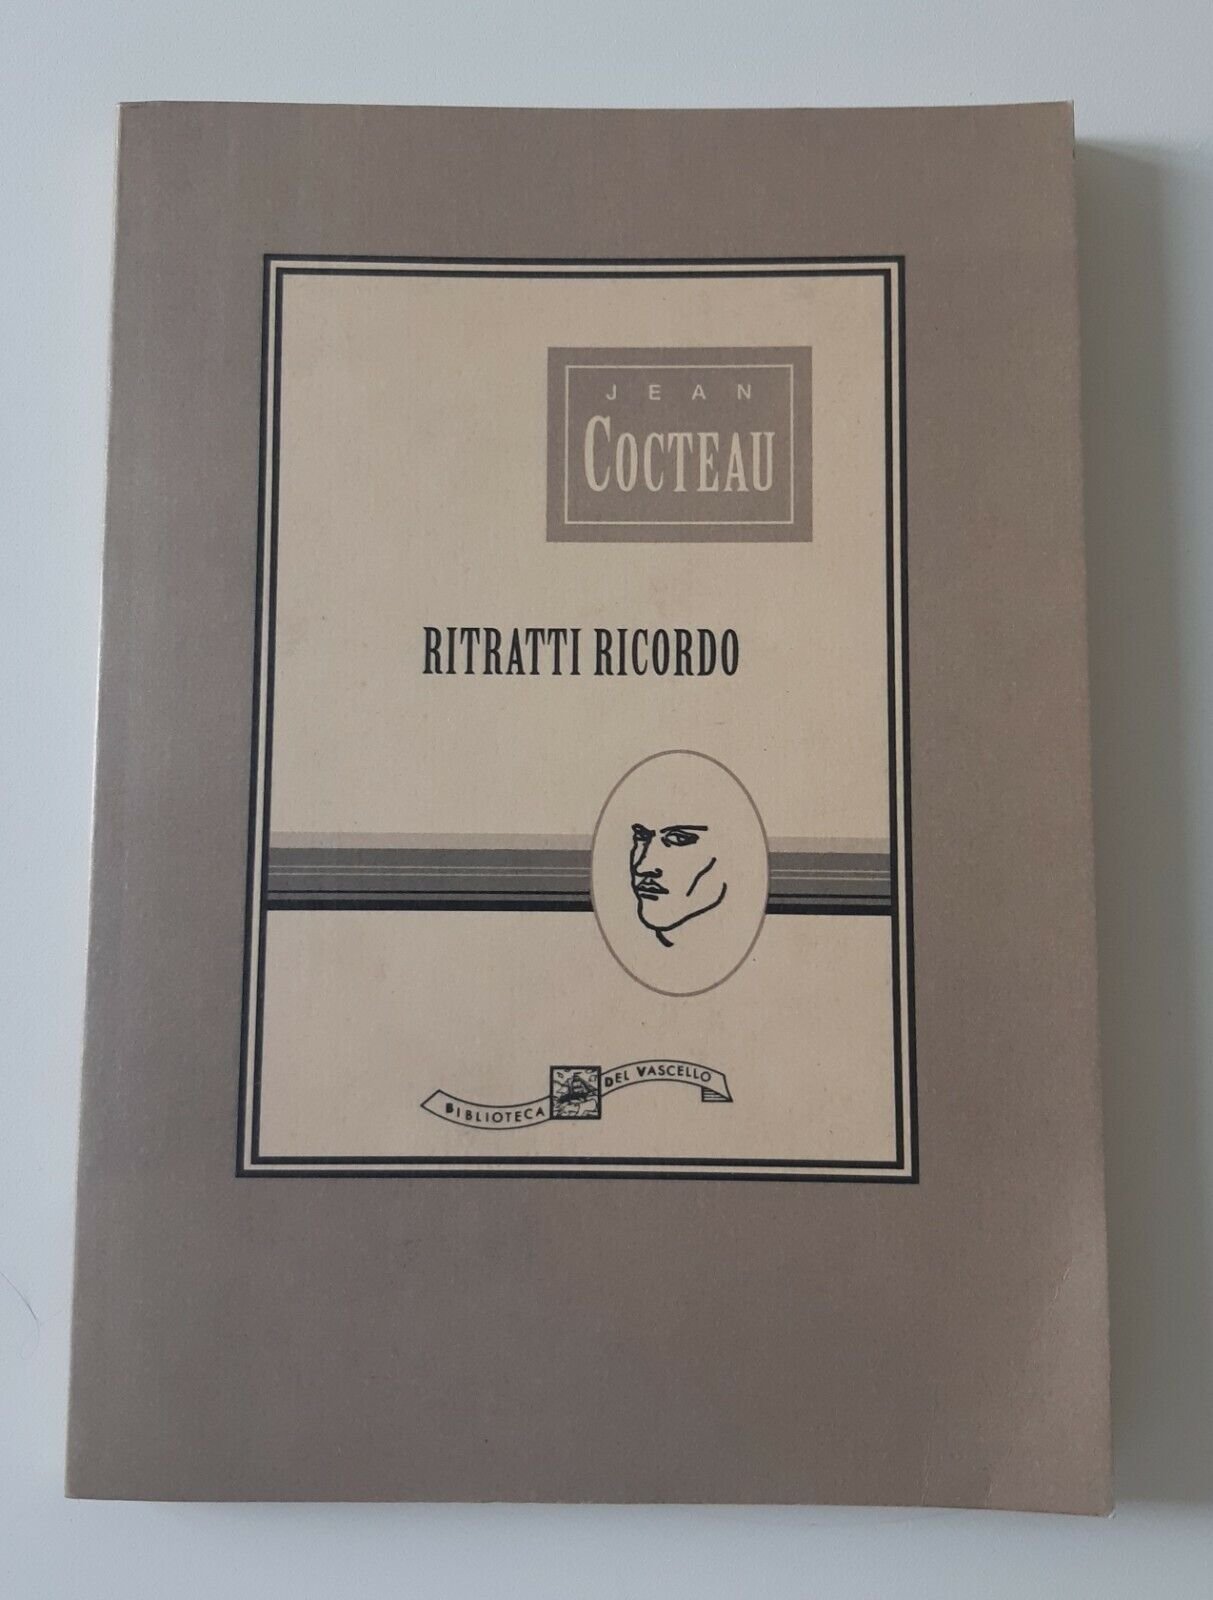 JEAN
COCTEAU
RITRATTI RICORDO
BIBLIOTECA DEL VASCELLO